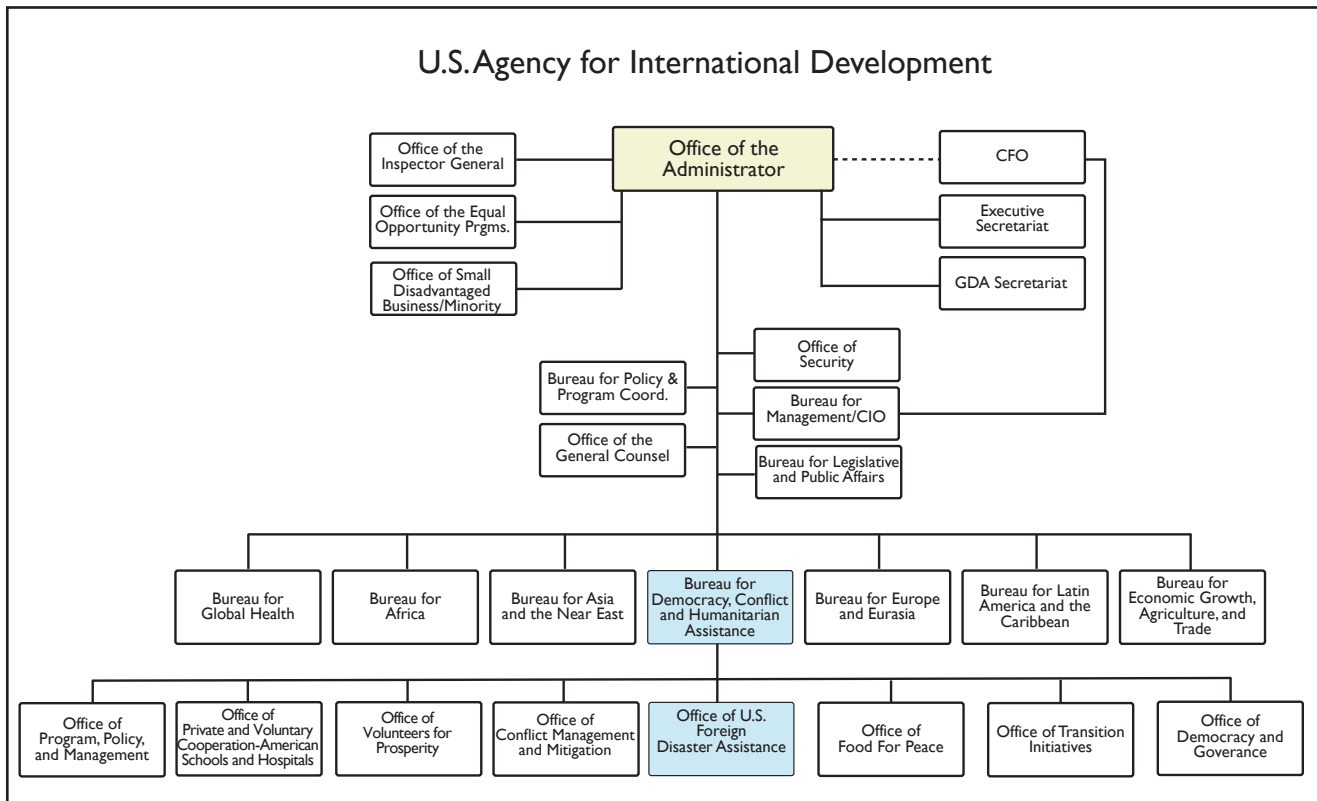 U.S. Agency for International Development
Office of the
Inspector General
Office of the
Administrator
CFO
Office of the Equal
Opportunity Prgms.
Executive
Secretariat
Office of Small
Disadvantaged
Business/Minority
GDA Secretariat
Office of
Security
Bureau for Policy &
Program Coord.
Bureau for
Management/CIO
Office of the
General Counsel
Bureau for Legislative
and Public Affairs
Bureau for
Global Health
Bureau for
Africa
Bureau for Asia
and the Near East
Bureau for
Democracy, Conflict
and Humanitarian
Assistance
Bureau for Europe
and Eurasia
Bureau for Latin
America and the
Caribbean
Bureau for
Economic Growth,
Agriculture, and
Trade
Office of
Program, Policy,
and Management
Office of
Private and Voluntary
Cooperation-American
Schools and Hospitals
Office of
Volunteers for
Prosperity
Office of
Conflict Management
and Mitigation
Office of U.S.
Foreign
Disaster Assistance
Office of
Food For Peace
Office of Transition
Initiatives
Office of
Democracy and
Goverance